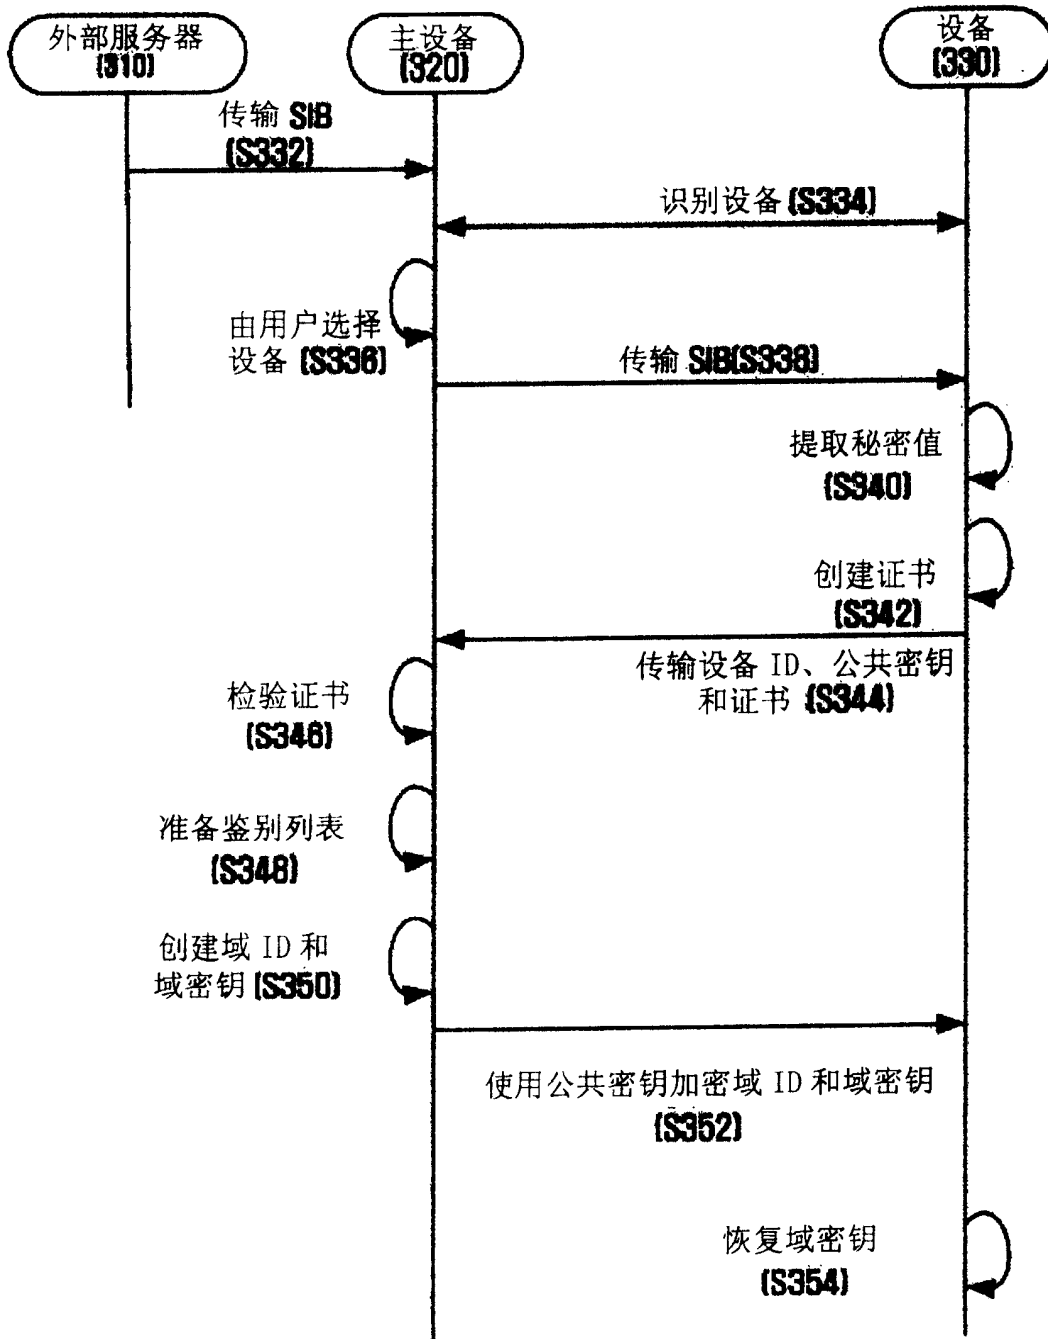 外部服务器
(310)
主设备
(320)
设备
(330)
传输 SIB
(S332)
识别设备(S334)
由用户选择
设备 (S336)
传输 SIB(S338)
提取秘密值
(S340)
创建证书
(S342)
传输设备 ID、公共密钥
和证书 (S344)
检验证书
(S346)
准备鉴别列表
(S348)
创建域 ID 和
域密钥(S350)
使用公共密钥加密域 ID 和域密钥
(S352)
恢复域密钥
(S354)